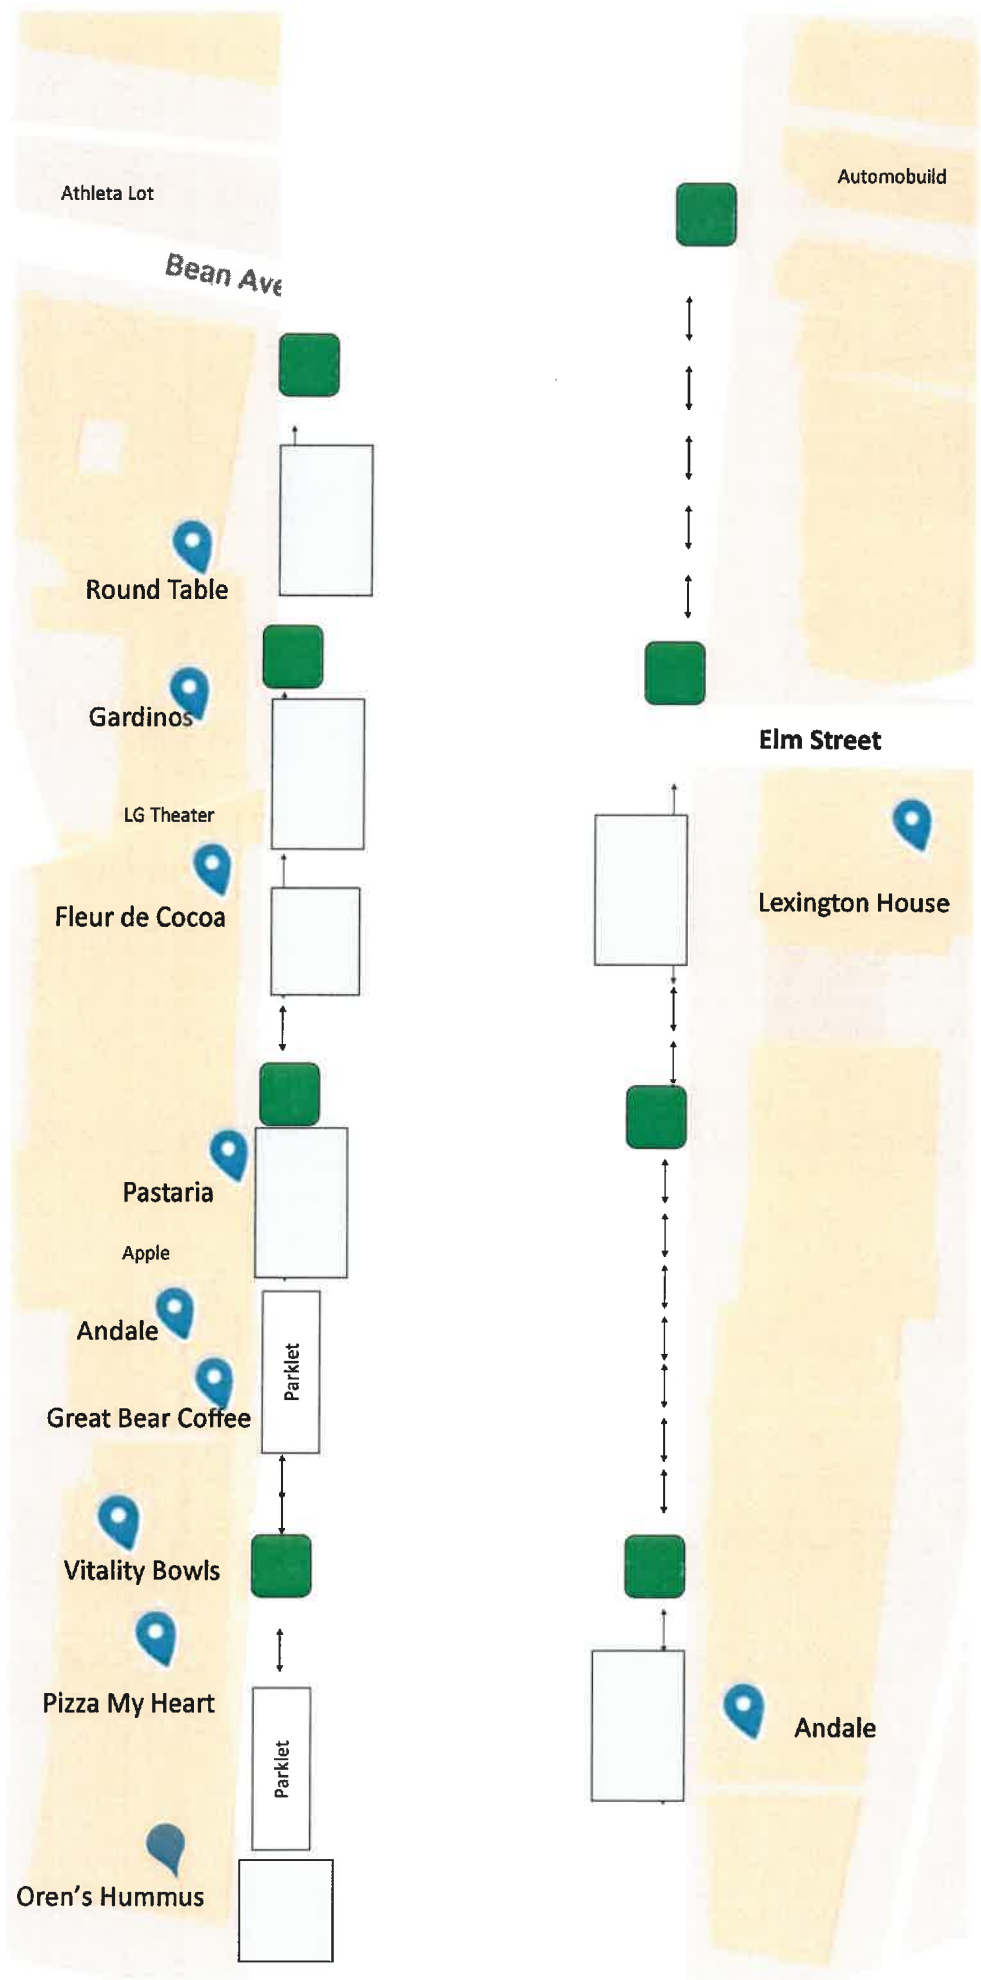 Athleta Lot
Automobuild
Bean Ave
Round Table
Gardinos
Elm Street
LG Theater
Lexington House
Fleur de Cocoa
Pastaria
Apple
Andale
Parklet
Great Bear Coffee
Vitality Bowls
Pizza My Heart
Andale
Parklet
Oren's Hummus